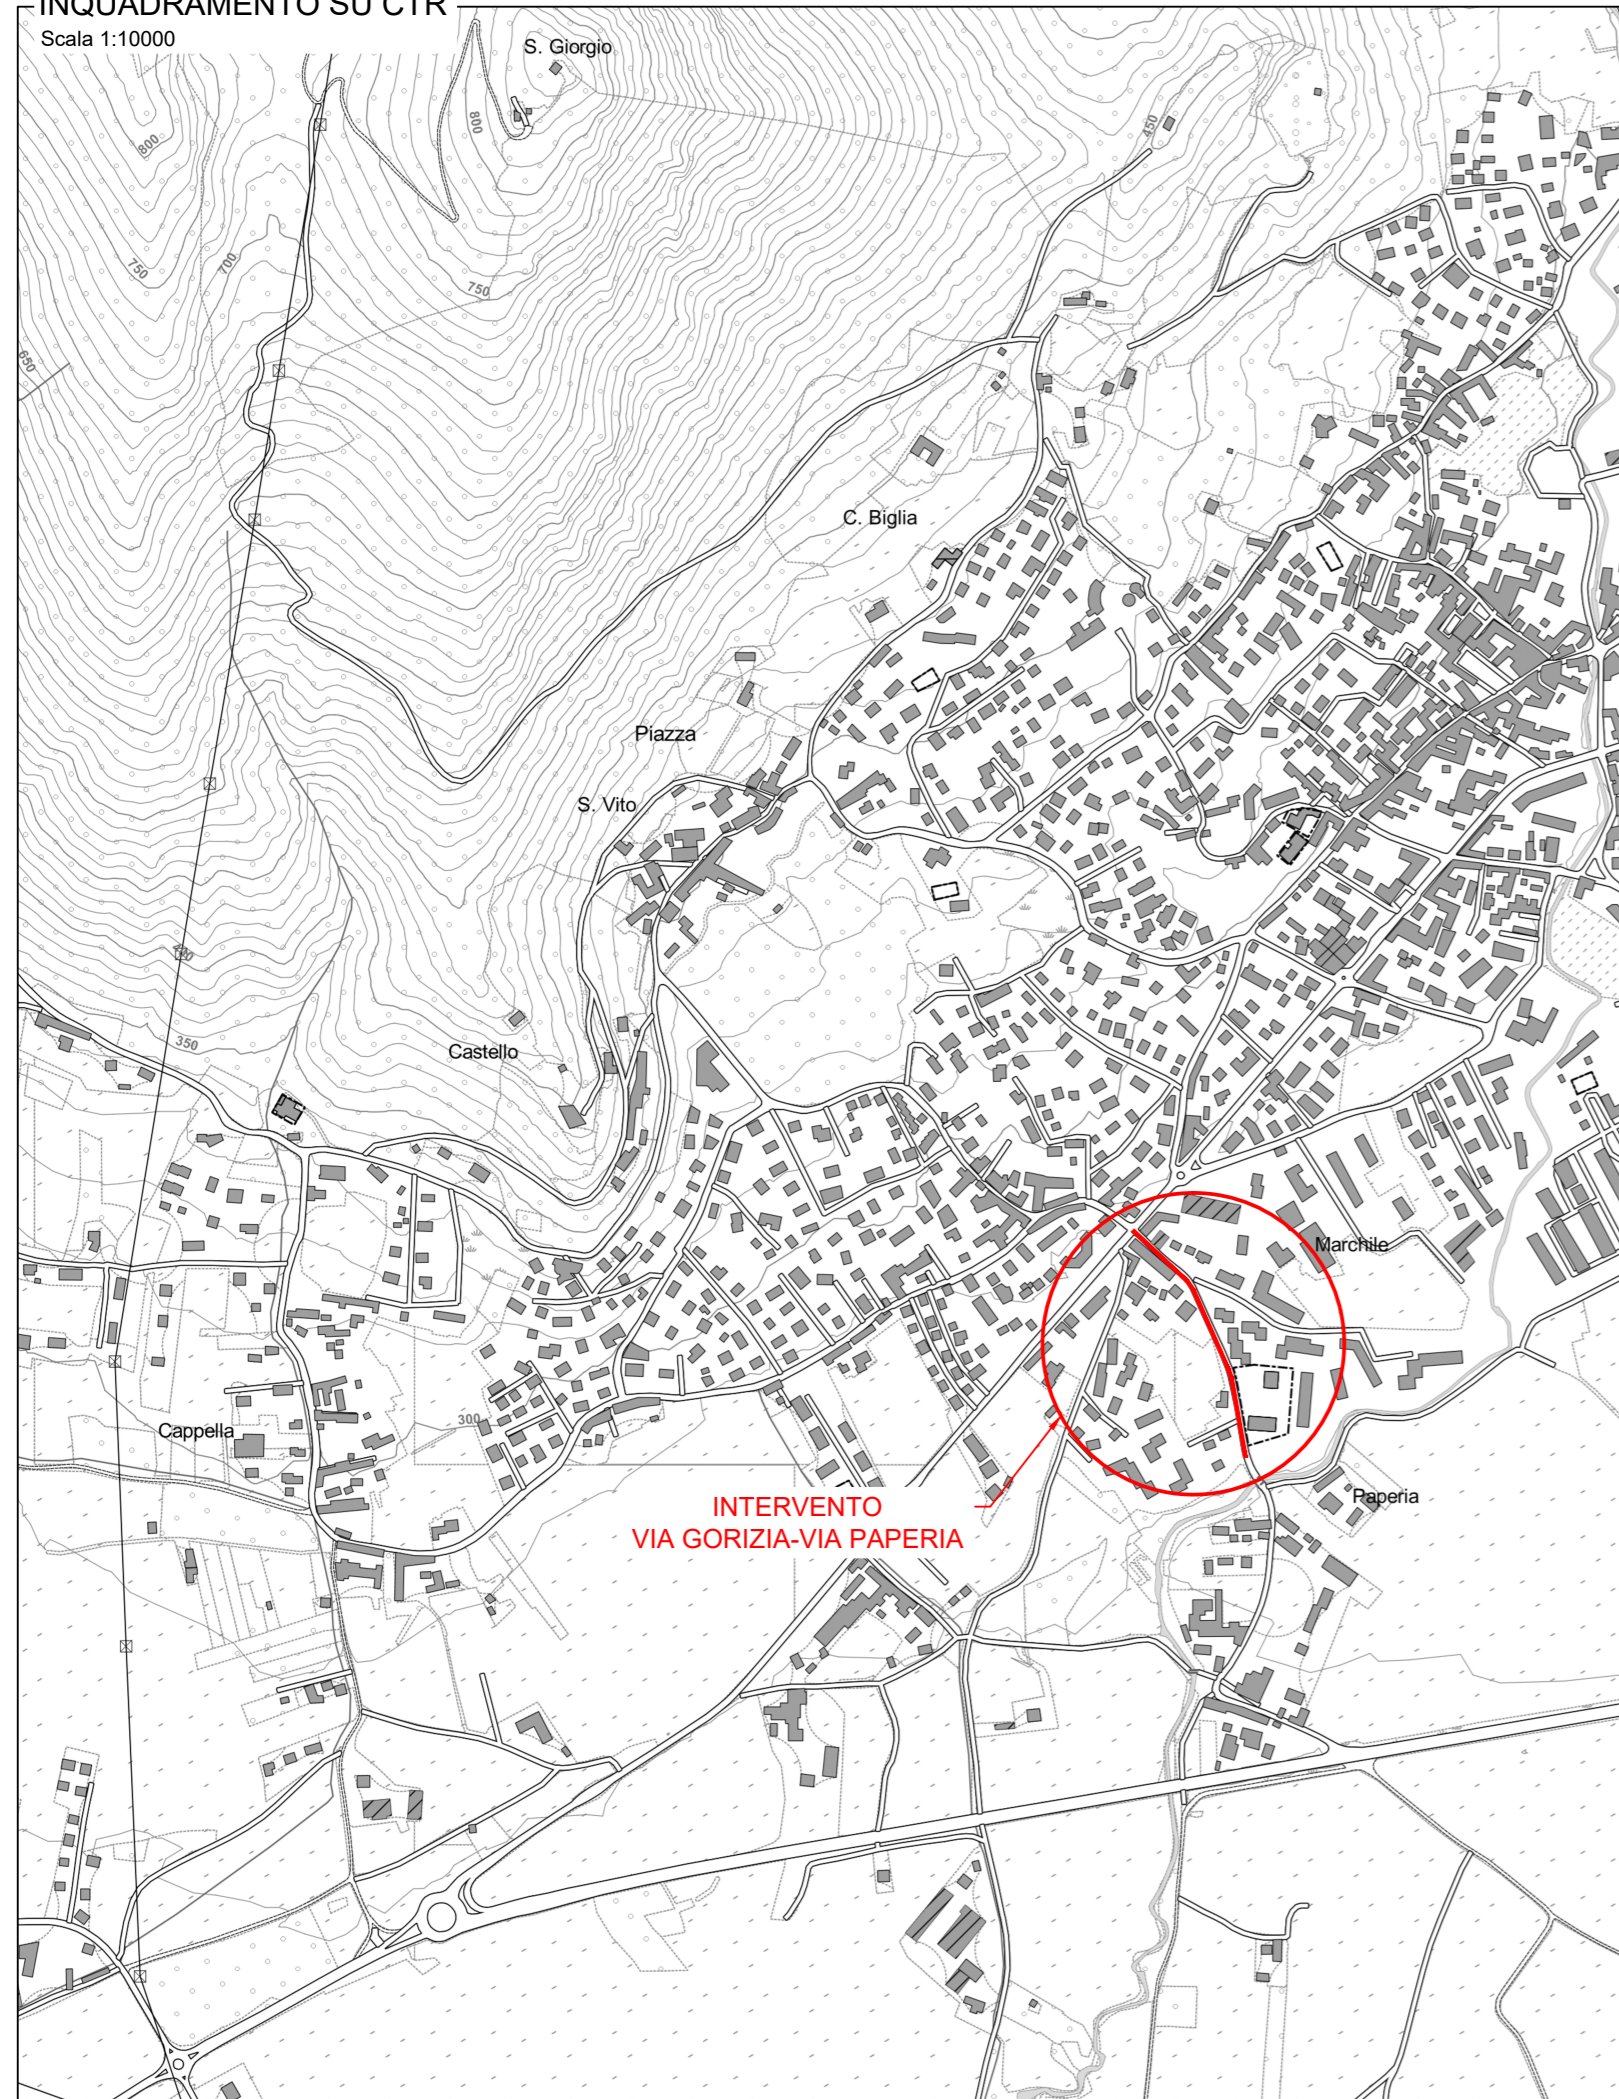 INQUADRAMENTO SU CTR
Scala 1:10000
S. Giorgio
800
800
450
750
700
750
650
C. Biglia
Piazza
S. Vito
400
350
Castello
Marchile
300
Cappella
Paperia
INTERVENTO
VIA GORIZIA-VIA PAPERIA